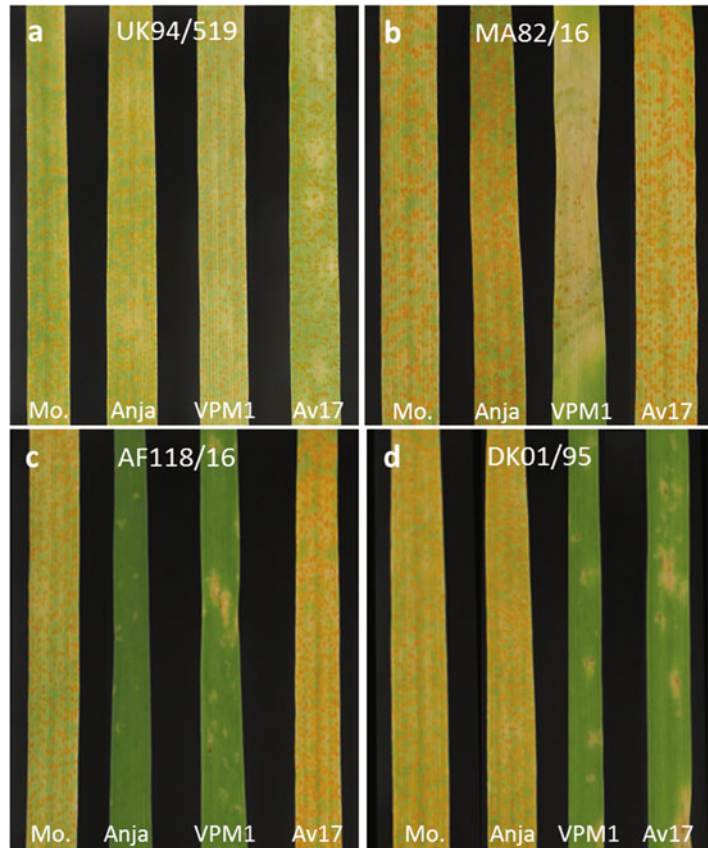 a UK94/519
Mo. Anja VPM1 Av17
b MA82/16
Mo. Anja VPM1 Av17
c AF118/16
Mo. Anja VPM1 Av17
d DK01/95
Mo. Anja VPM1 Av17